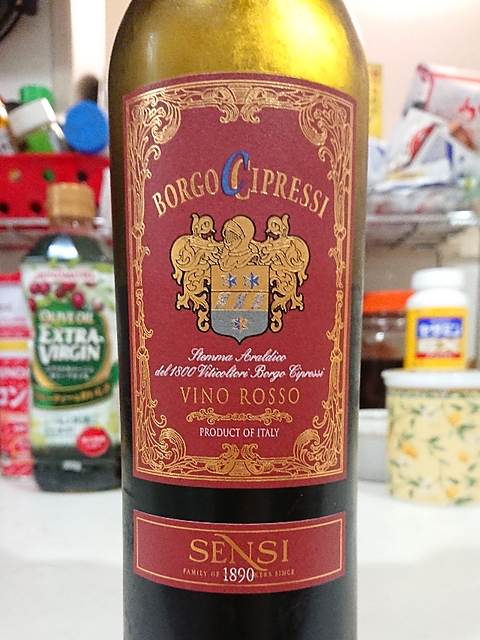 BORGO CIPRESSI
Stemma Araldico
del 1800 Viticoltori Borgo Cipressi
VINO ROSSO
PRODUCT OF ITALY
SENSI
FAMILY OF 1890KERS SINCE
OLIVE OIL
EXTRA
VIRGIN